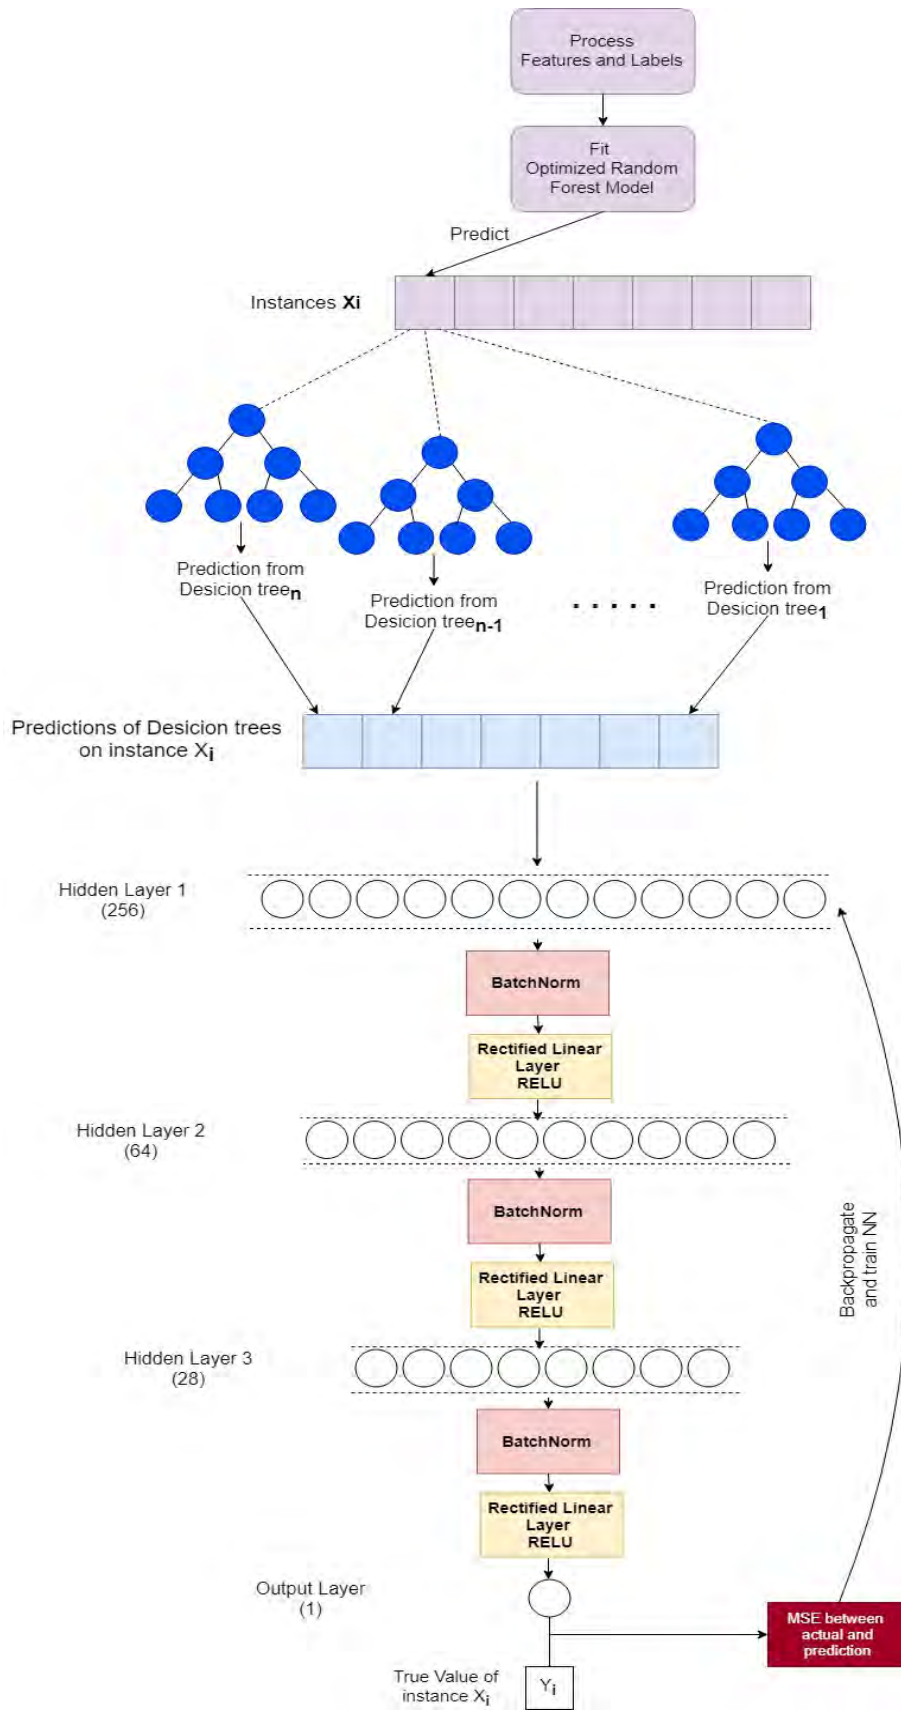 Process
Features and Labels
Fit
Optimized Random
Forest Model
Predict
Instances Xi
Prediction from
Desicion treen
Prediction from
Desicion treen-1
. . . . .
Prediction from
Desicion tree1
Predictions of Desicion trees
on instance Xi
Hidden Layer 1
(256)
BatchNorm
Rectified Linear
Layer
RELU
Hidden Layer 2
(64)
BatchNorm
Rectified Linear
Layer
RELU
Backpropagate
and train NN
Hidden Layer 3
(28)
BatchNorm
Rectified Linear
Layer
RELU
Output Layer
(1)
MSE between
actual and
prediction
True Value of
instance Xi
Yi